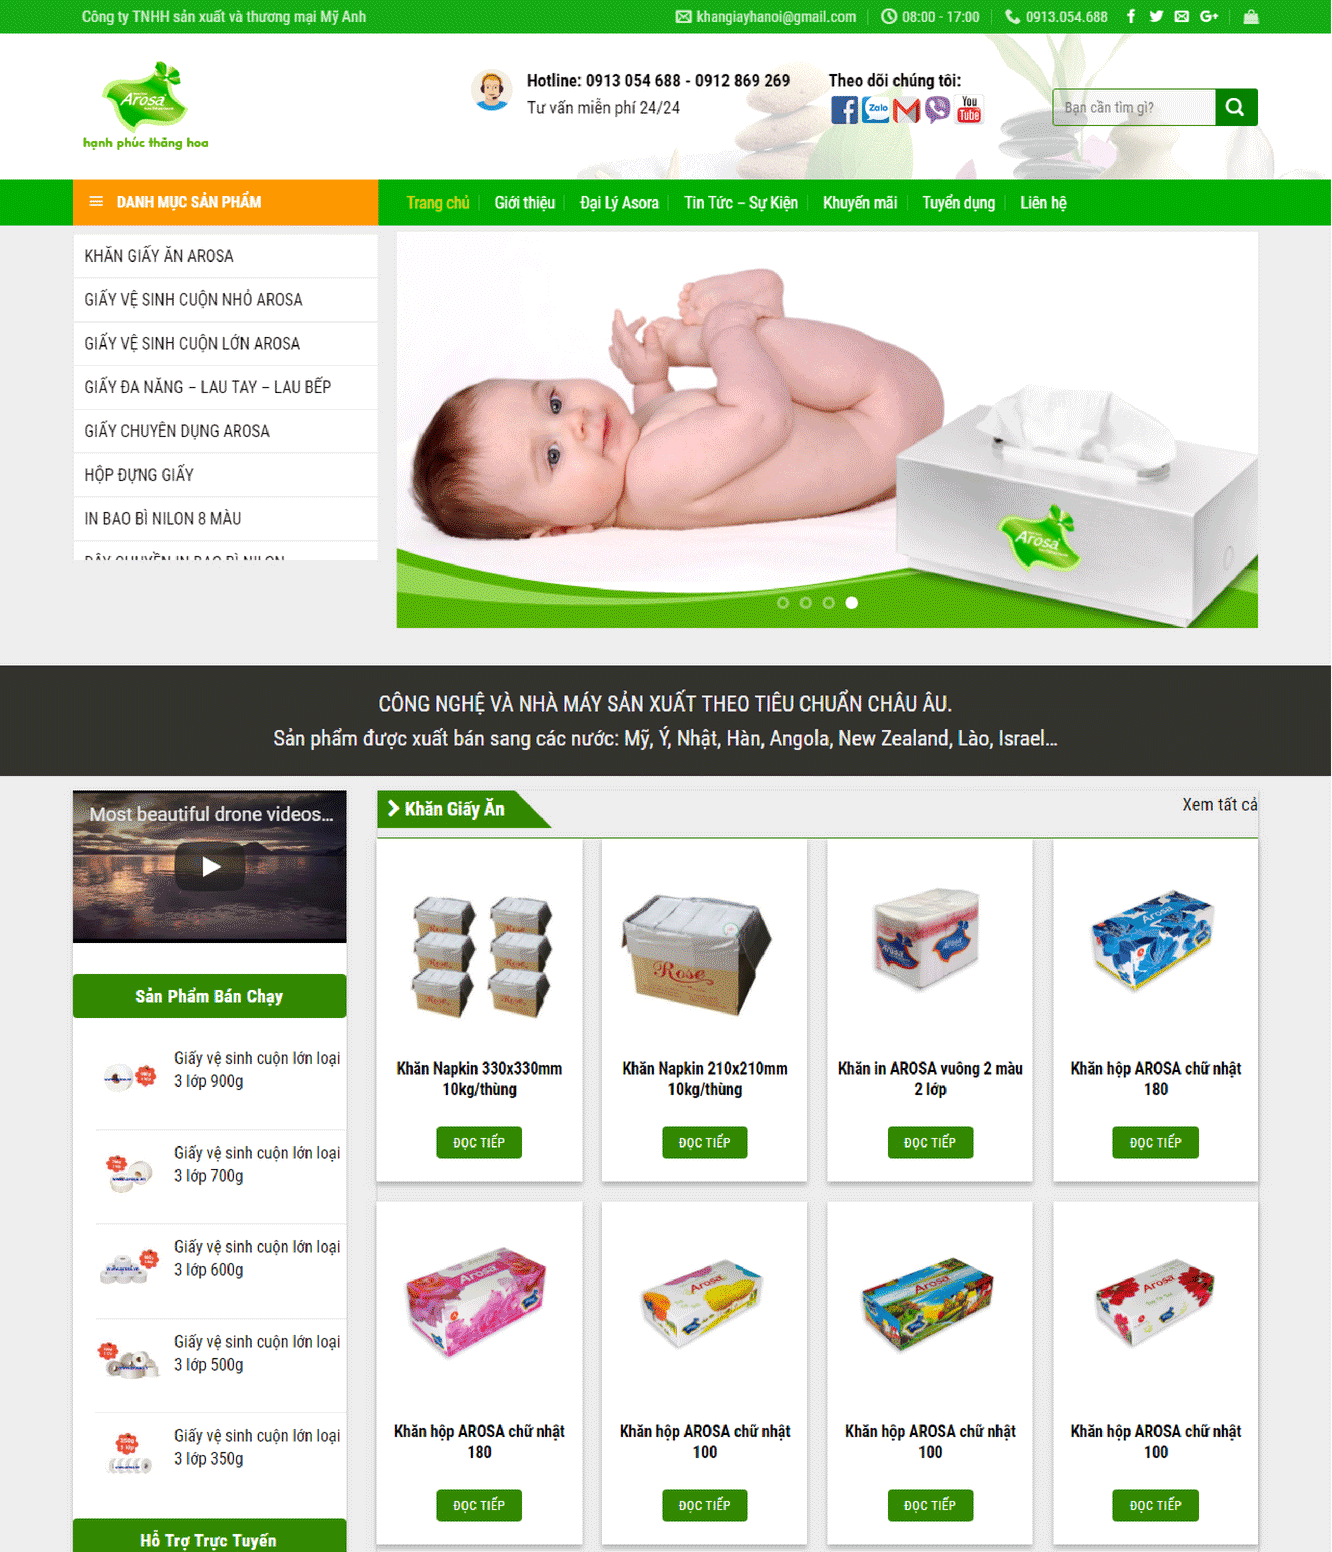 Công ty TNHH sản xuất và thương mại Mỹ Anh
khangiayhanoi@gmail.com
08:00 - 17:00
0913.054.688
Arosa
hạnh phúc thăng hoa
Hotline: 0913 054 688 - 0912 869 269
Tư vấn miễn phí 24/24
Theo dõi chúng tôi:
Zalo
You
Tube
Bạn cần tìm gì?
DANH MỤC SẢN PHẨM
Trang chủ
Giới thiệu
Đại Lý Asora
Tin Tức – Sự Kiện
Khuyến mãi
Tuyển dụng
Liên hệ
KHĂN GIẤY ĂN AROSA
GIẤY VỆ SINH CUỘN NHỎ AROSA
GIẤY VỆ SINH CUỘN LỚN AROSA
GIẤY ĐA NĂNG – LAU TAY – LAU BẾP
GIẤY CHUYÊN DỤNG AROSA
HỘP ĐỰNG GIẤY
IN BAO BÌ NILON 8 MÀU
DÂY CHUYỀN IN BAO BÌ NILON
Arosa
CÔNG NGHỆ VÀ NHÀ MÁY SẢN XUẤT THEO TIÊU CHUẨN CHÂU ÂU.
Sản phẩm được xuất bán sang các nước: Mỹ, Ý, Nhật, Hàn, Angola, New Zealand, Lào, Israel...
Most beautiful drone videos...
Khăn Giấy Ăn
Xem tất cả
Rose
Arosa
Arosa
Khăn Napkin 330x330mm
10kg/thùng
Khăn Napkin 210x210mm
10kg/thùng
Khăn in AROSA vuông 2 màu
2 lớp
Khăn hộp AROSA chữ nhật
180
ĐỌC TIẾP
ĐỌC TIẾP
ĐỌC TIẾP
ĐỌC TIẾP
Arosa
Arosa
Arosa
Arosa
Khăn hộp AROSA chữ nhật
180
Khăn hộp AROSA chữ nhật
100
Khăn hộp AROSA chữ nhật
100
Khăn hộp AROSA chữ nhật
100
ĐỌC TIẾP
ĐỌC TIẾP
ĐỌC TIẾP
ĐỌC TIẾP
Sản Phẩm Bán Chạy
Giấy vệ sinh cuộn lớn loại
3 lớp 900g
Giấy vệ sinh cuộn lớn loại
3 lớp 700g
Giấy vệ sinh cuộn lớn loại
3 lớp 600g
Giấy vệ sinh cuộn lớn loại
3 lớp 500g
Giấy vệ sinh cuộn lớn loại
3 lớp 350g
Hỗ Trợ Trực Tuyến